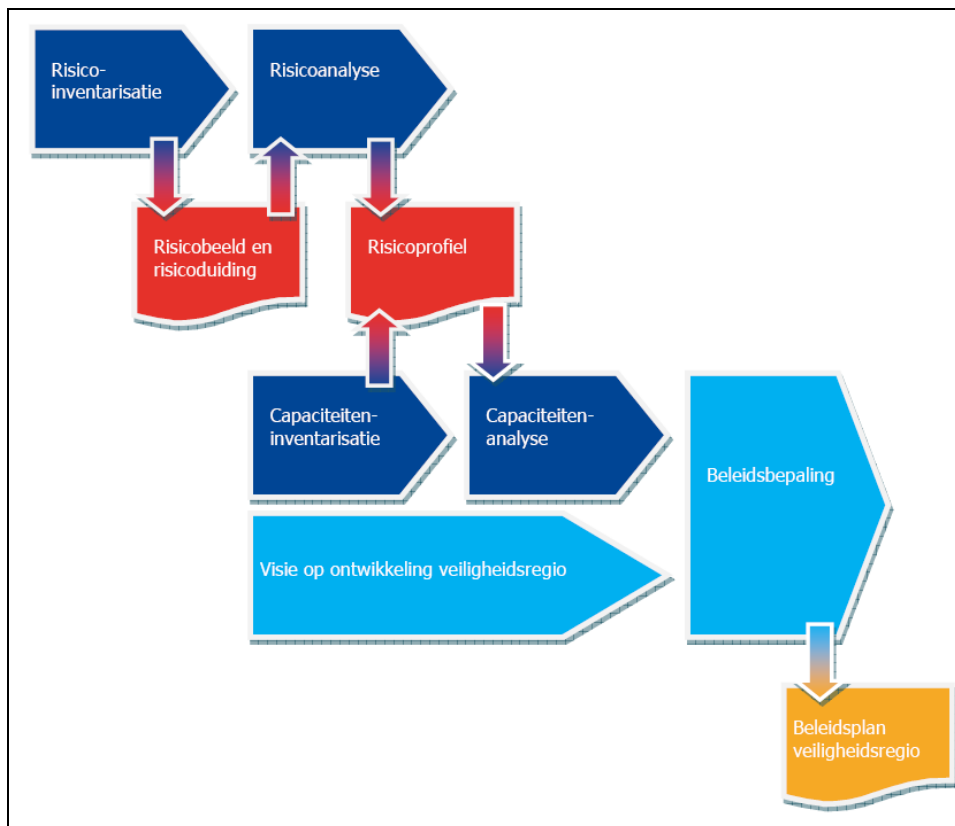 Risico-
inventarisatie
Risicoanalyse
Risicobeeld en
risicoduiding
Risicoprofiel
Capaciteiten-
inventarisatie
Capaciteiten-
analyse
Beleidsbepaling
Visie op ontwikkeling veiligheidsregio
Beleidsplan
veiligheidsregio